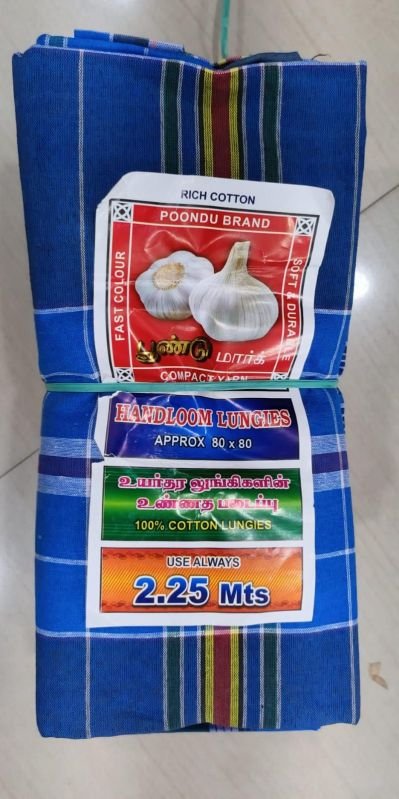 RICH COTTON
POONDU BRAND
FAST COLOUR
SOFT & DURABLE
பூண்டு மார்க்
COMPACT YARN
HANDLOOM LUNGIES
APPROX 80 x 80
உயர்தர லுங்கிகளின்
உன்னத படைப்பு
100% COTTON LUNGIES
USE ALWAYS
2.25 Mts